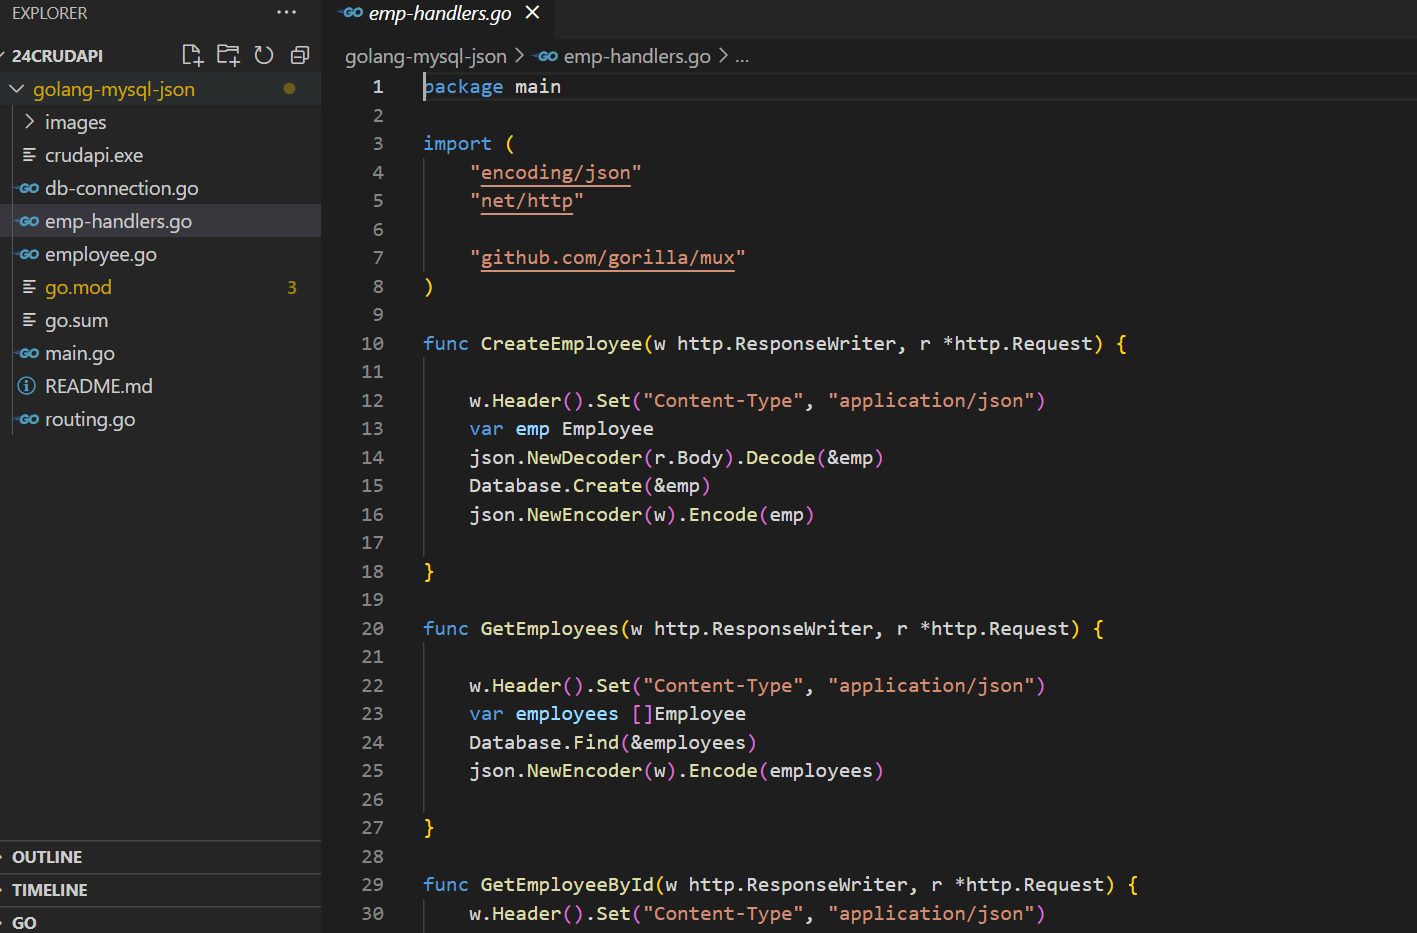 EXPLORER
···
24CRUDAPI
golang-mysql-json
images
crudapi.exe
GO db-connection.go
GO emp-handlers.go
GO employee.go
go.mod 3
go.sum
GO main.go
README.md
GO routing.go
OUTLINE
TIMELINE
GO
GO emp-handlers.go
golang-mysql-json > GO emp-handlers.go > ...
1 package main
2
3 import (
4     "encoding/json"
5     "net/http"
6
7     "github.com/gorilla/mux"
8 )
9
10 func CreateEmployee(w http.ResponseWriter, r *http.Request) {
11
12     w.Header().Set("Content-Type", "application/json")
13     var emp Employee
14     json.NewDecoder(r.Body).Decode(&emp)
15     Database.Create(&emp)
16     json.NewEncoder(w).Encode(emp)
17
18 }
19
20 func GetEmployees(w http.ResponseWriter, r *http.Request) {
21
22     w.Header().Set("Content-Type", "application/json")
23     var employees []Employee
24     Database.Find(&employees)
25     json.NewEncoder(w).Encode(employees)
26
27 }
28
29 func GetEmployeeById(w http.ResponseWriter, r *http.Request) {
30     w.Header().Set("Content-Type", "application/json")